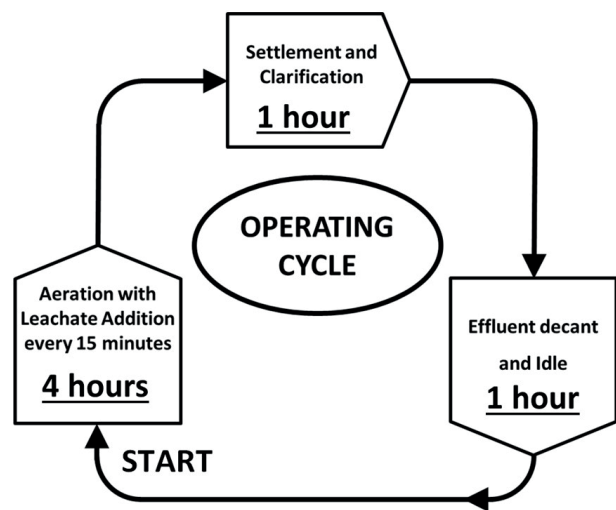 Settlement and
Clarification
1 hour
OPERATING
CYCLE
Aeration with
Leachate Addition
every 15 minutes
4 hours
Effluent decant
and Idle
1 hour
START